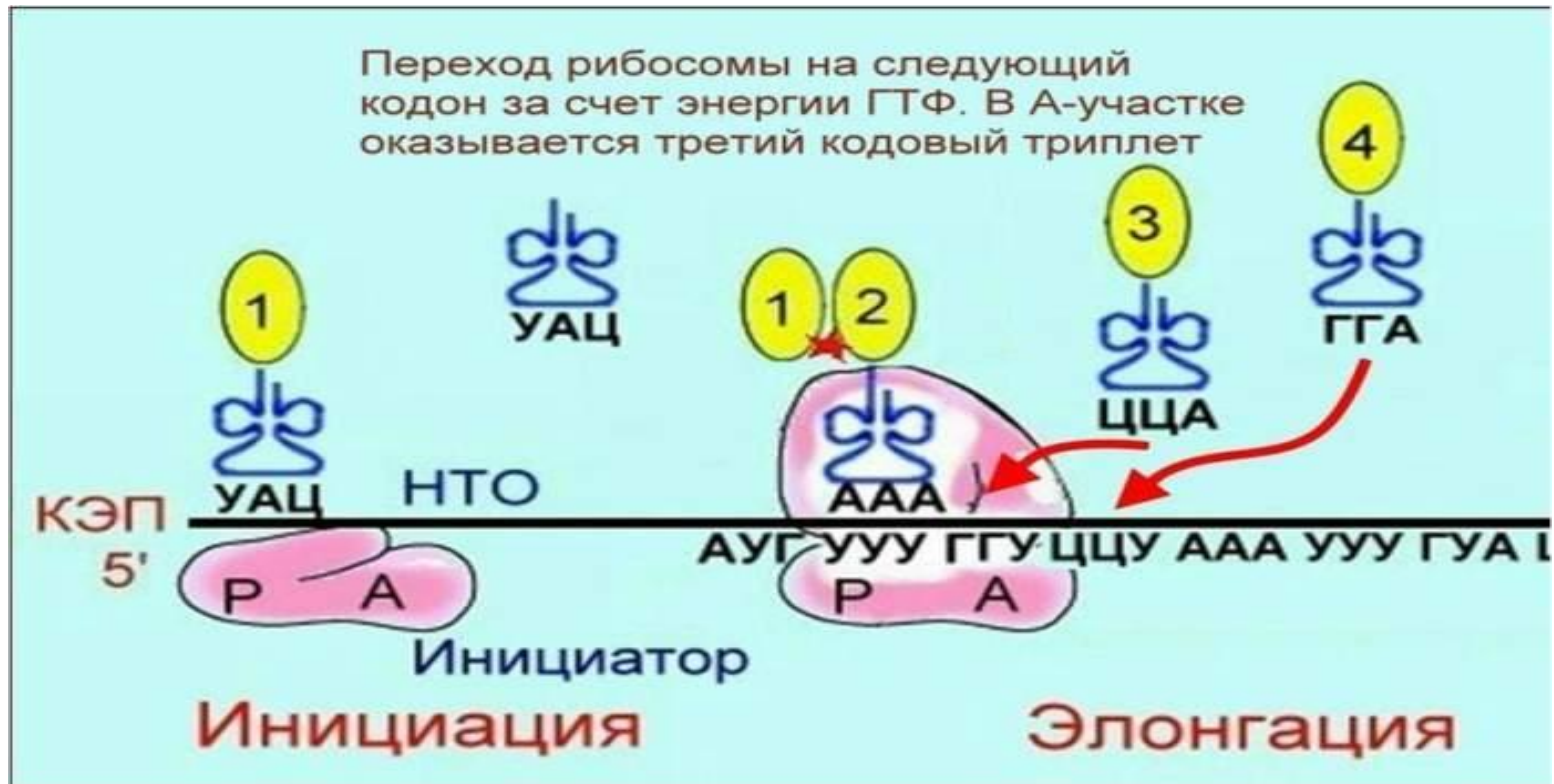 Переход рибосомы на следующий
кодон за счет энергии ГТФ. В А-участке
оказывается третий кодовый триплет
4
3
1
1 2
УАЦ
ГГА
ЦЦА
УАЦ
НТО
ААА
КЭП
5'
АУГ УУУ ГГУ ЦЦУ ААА УУУ ГУА
Р А
Р А
Инициатор
Инициация
Элонгация